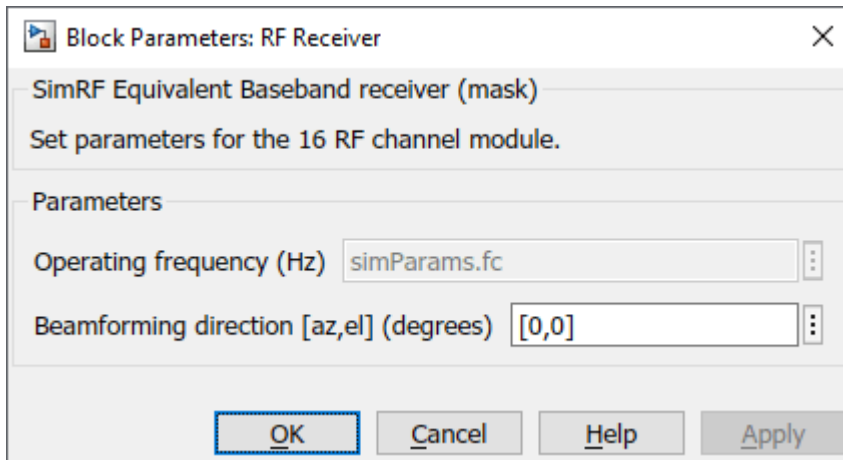 Block Parameters: RF Receiver
SimRF Equivalent Baseband receiver (mask)
Set parameters for the 16 RF channel module.
Parameters
Operating frequency (Hz) simParams.fc
Beamforming direction [az,el] (degrees) [0,0]
OK Cancel Help Apply